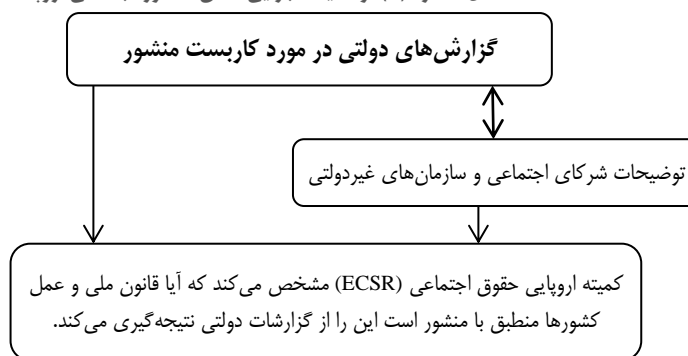 گزارش‌های دولتی در مورد کاربست منشور
توضیحات شرکای اجتماعی و سازمان‌های غیردولتی
کمیته اروپایی حقوق اجتماعی (ECSR) مشخص می‌کند که آیا قانون ملی و عمل
کشورها منطبق با منشور است این را از گزارشات دولتی نتیجه‌گیری می‌کند.